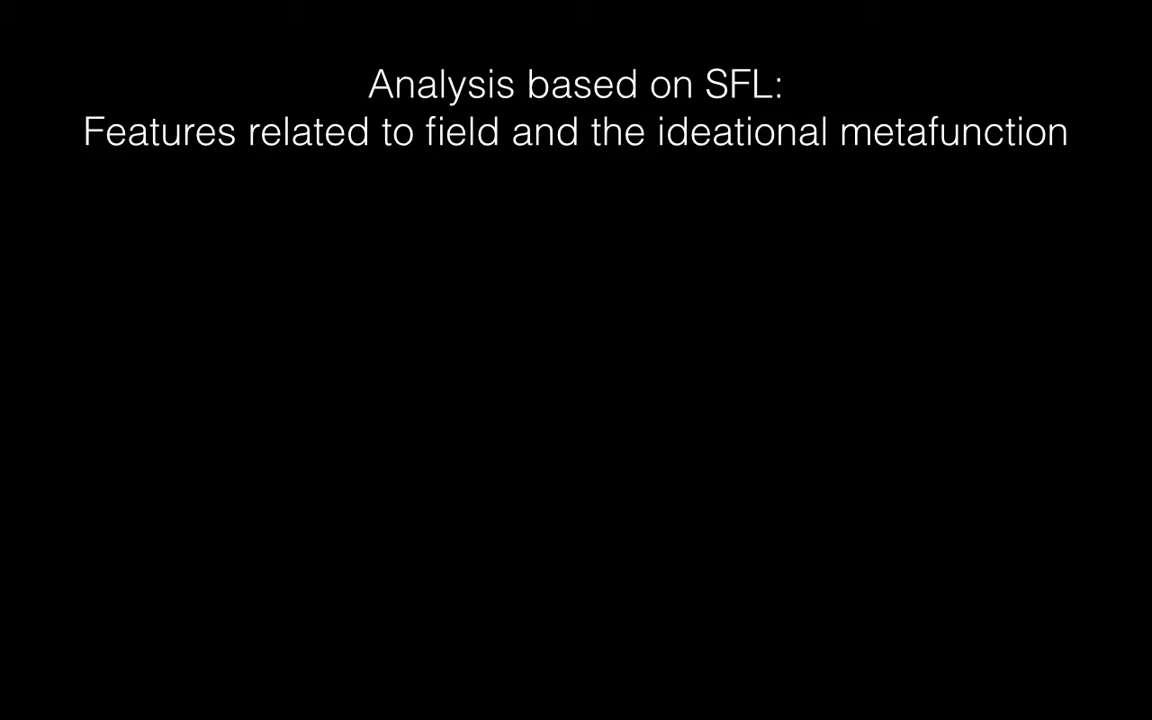 Analysis based on SFL:
Features related to field and the ideational metafunction